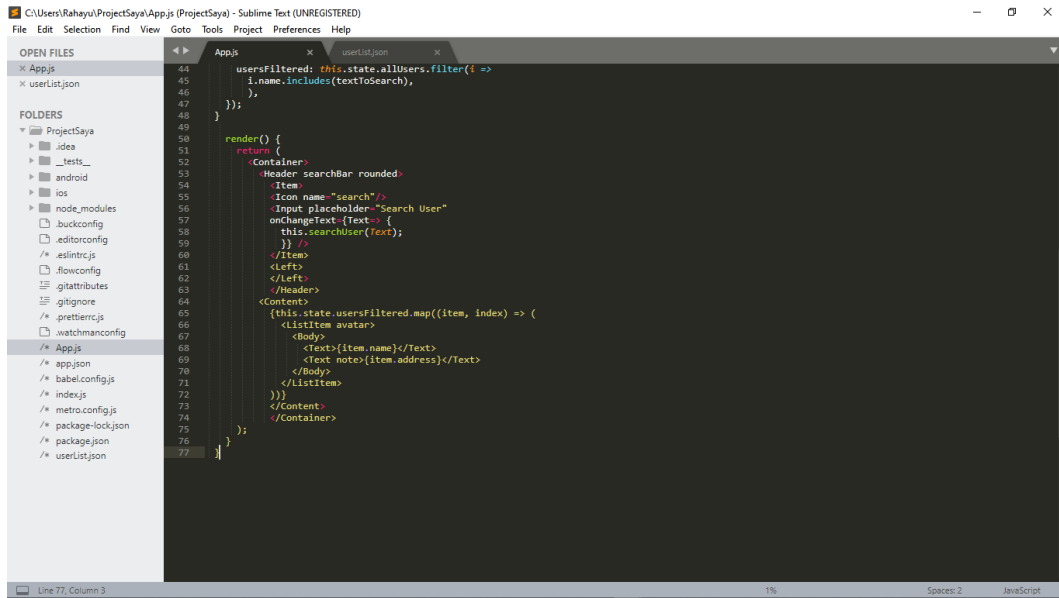 C:\Users\Rahayu\ProjectSaya\App.js (ProjectSaya) - Sublime Text (UNREGISTERED)
File Edit Selection Find View Goto Tools Project Preferences Help
OPEN FILES
App.js
userList.json
FOLDERS
ProjectSaya
.idea
__tests__
android
ios
node_modules
.buckconfig
.editorconfig
/* .eslintrc.js
.flowconfig
.gitattributes
.gitignore
/* .prettierrc.js
.watchmanconfig
/* App.js
/* app.json
/* babel.config.js
/* index.js
/* metro.config.js
/* package-lock.json
/* package.json
/* userList.json
App.js userList.json
44 usersFiltered: this.state.allUsers.filter(i =>
45 i.name.includes(textToSearch),
46 ),
47 });
48 }
49
50 render() {
51 return (
52 <Container>
53 <Header searchBar rounded>
54 <Item>
55 <Icon name="search"/>
56 <Input placeholder="Search User"
57 onChangeText={Text=> {
58 this.searchUser(Text);
59 }} />
60 </Item>
61 <Left>
62 </Left>
63 </Header>
64 <Content>
65 {this.state.usersFiltered.map((item, index) => (
66 <ListItem avatar>
67 <Body>
68 <Text>{item.name}</Text>
69 <Text note>{item.address}</Text>
70 </Body>
71 </ListItem>
72 ))}
73 </Content>
74 </Container>
75 );
76 }
77 }
Line 77, Column 3 1% Spaces: 2 JavaScript